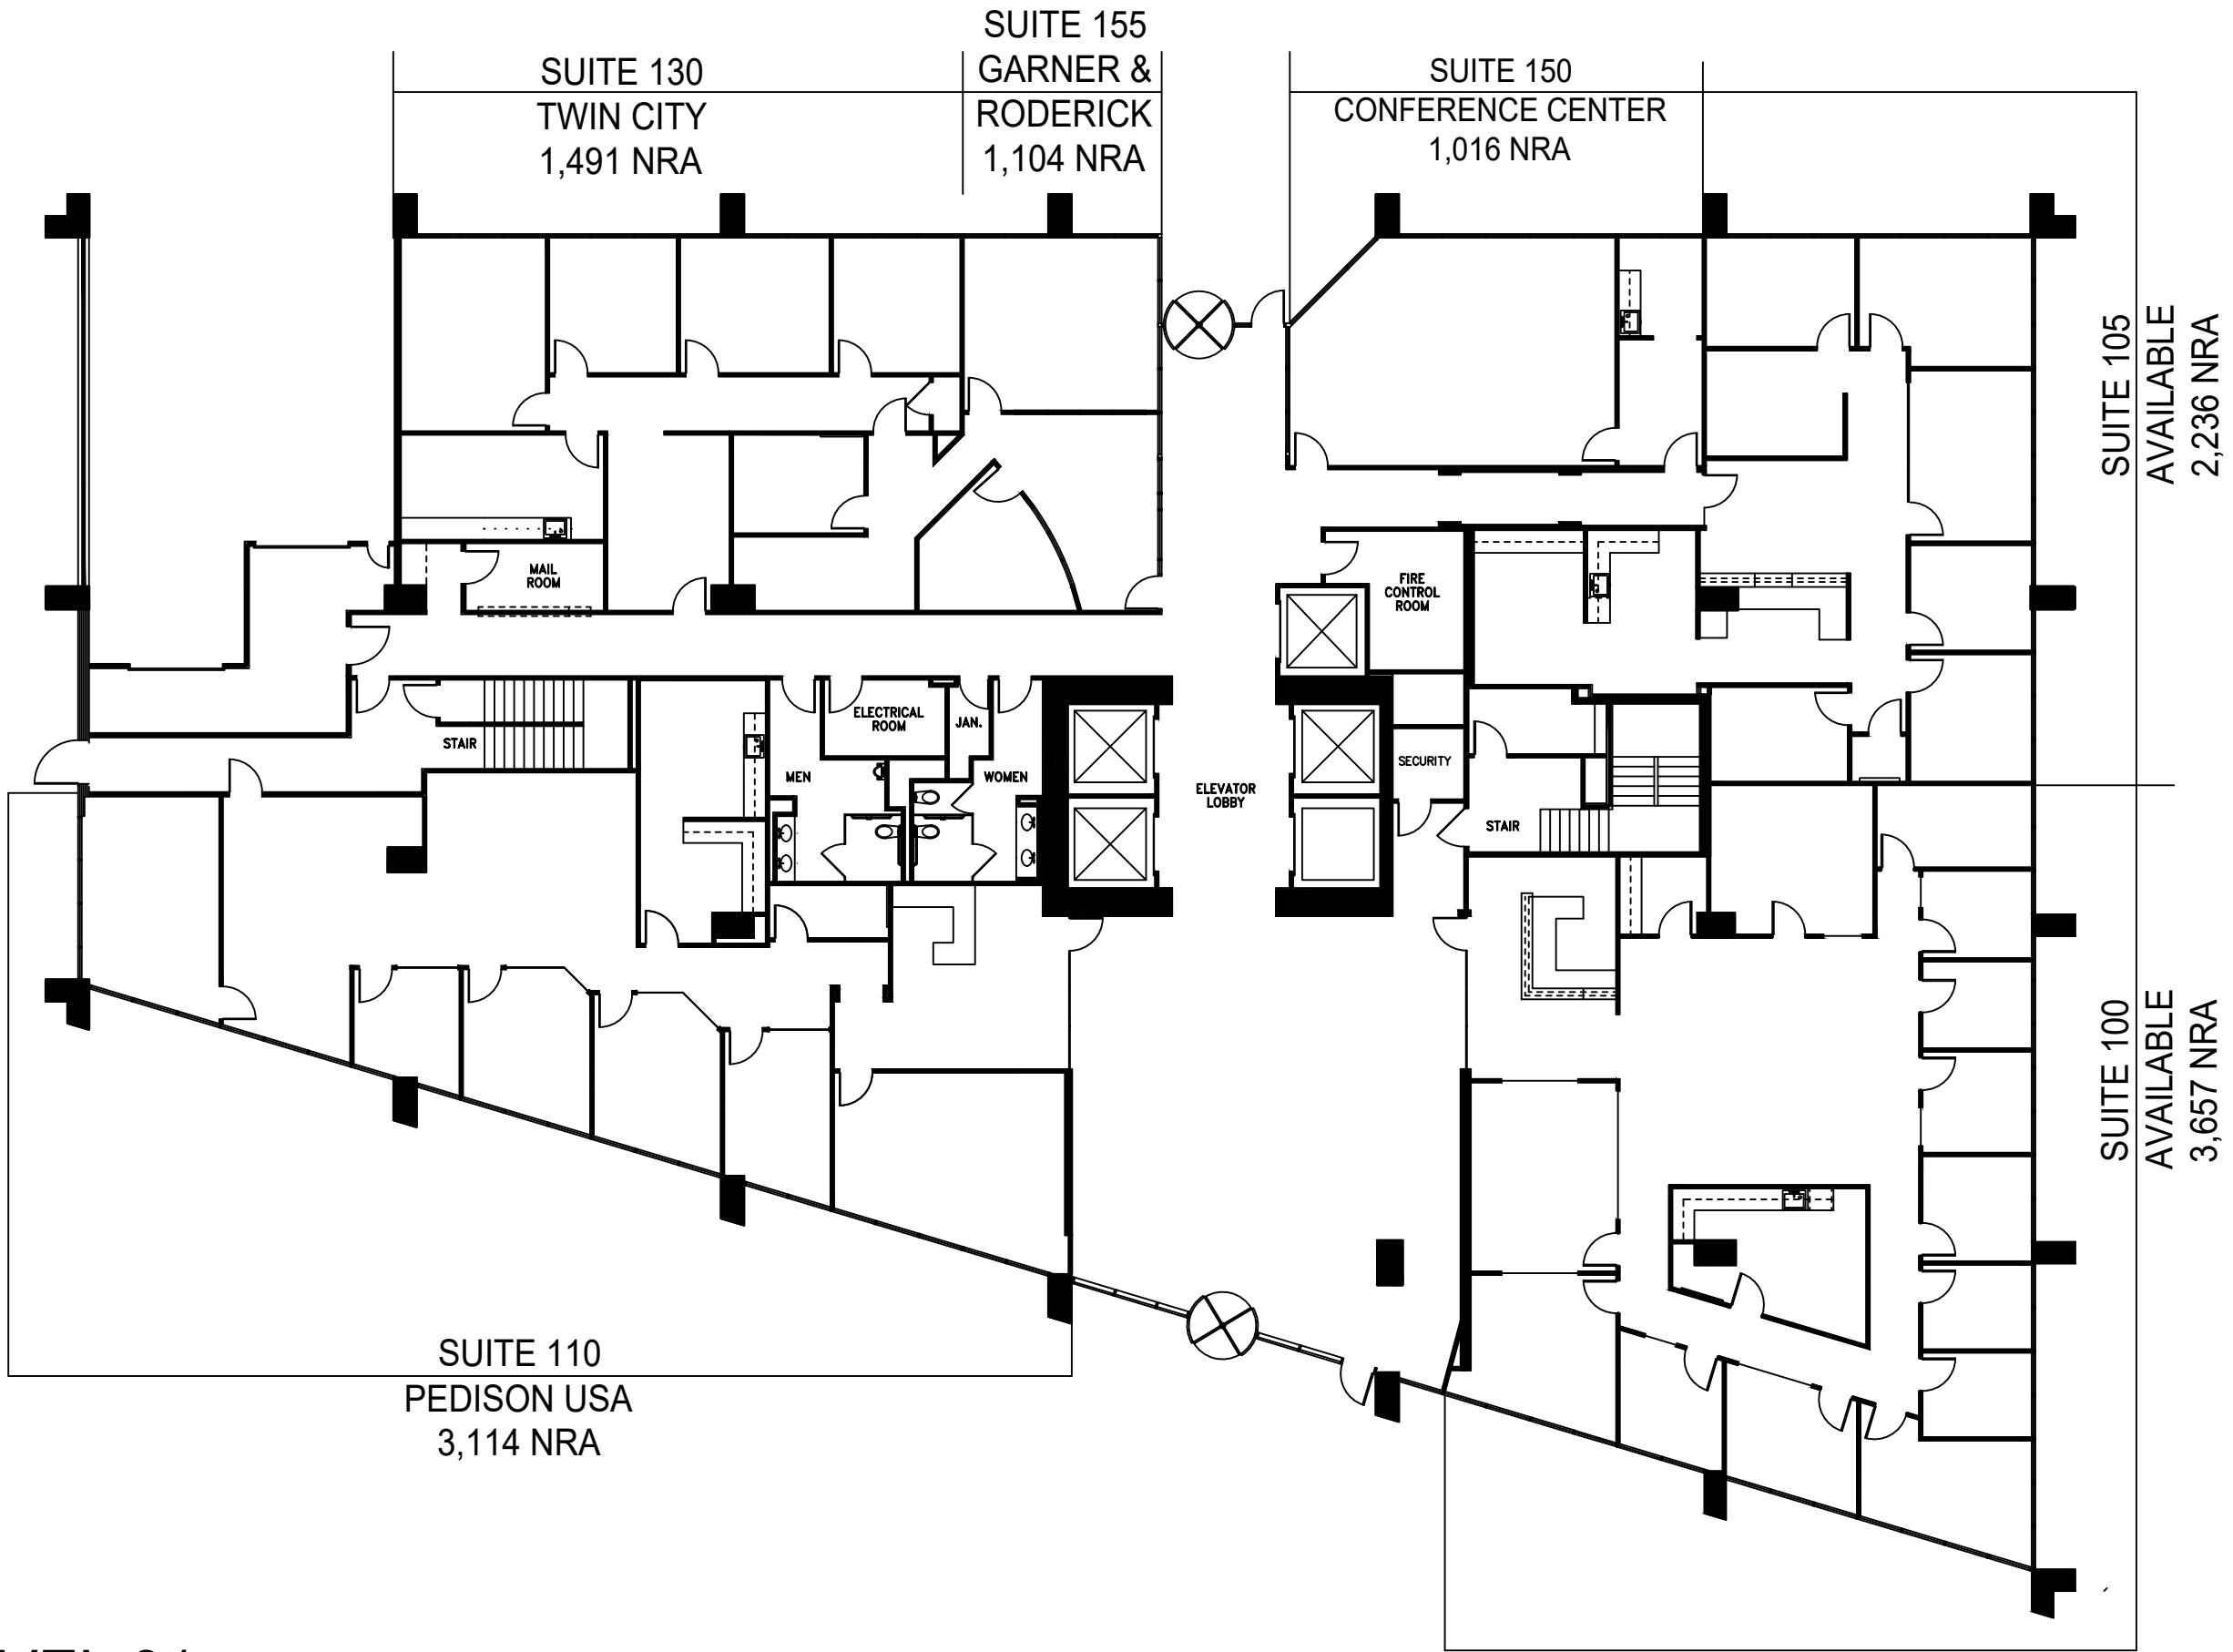 SUITE 130
TWIN CITY
1,491 NRA
SUITE 155
GARNER &
RODERICK
1,104 NRA
SUITE 150
CONFERENCE CENTER
1,016 NRA
SUITE 105
AVAILABLE
2,236 NRA
MAIL
ROOM
FIRE
CONTROL
ROOM
STAIR
ELECTRICAL
ROOM
JAN.
MEN
WOMEN
ELEVATOR
LOBBY
SECURITY
STAIR
SUITE 100
AVAILABLE
3,657 NRA
SUITE 110
PEDISON USA
3,114 NRA